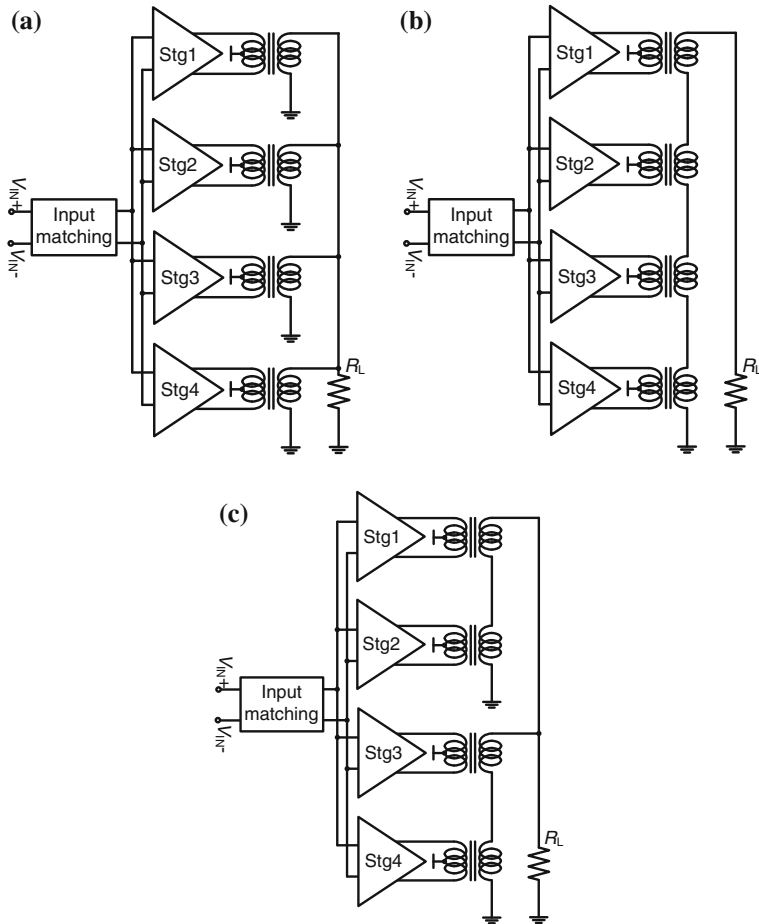 (a)
Stg1
Stg2
Stg3
Stg4
VIN+
VIN-
Input
matching
RL
(b)
Stg1
Stg2
Stg3
Stg4
VIN+
VIN-
Input
matching
RL
(c)
Stg1
Stg2
Stg3
Stg4
VIN+
VIN-
Input
matching
RL